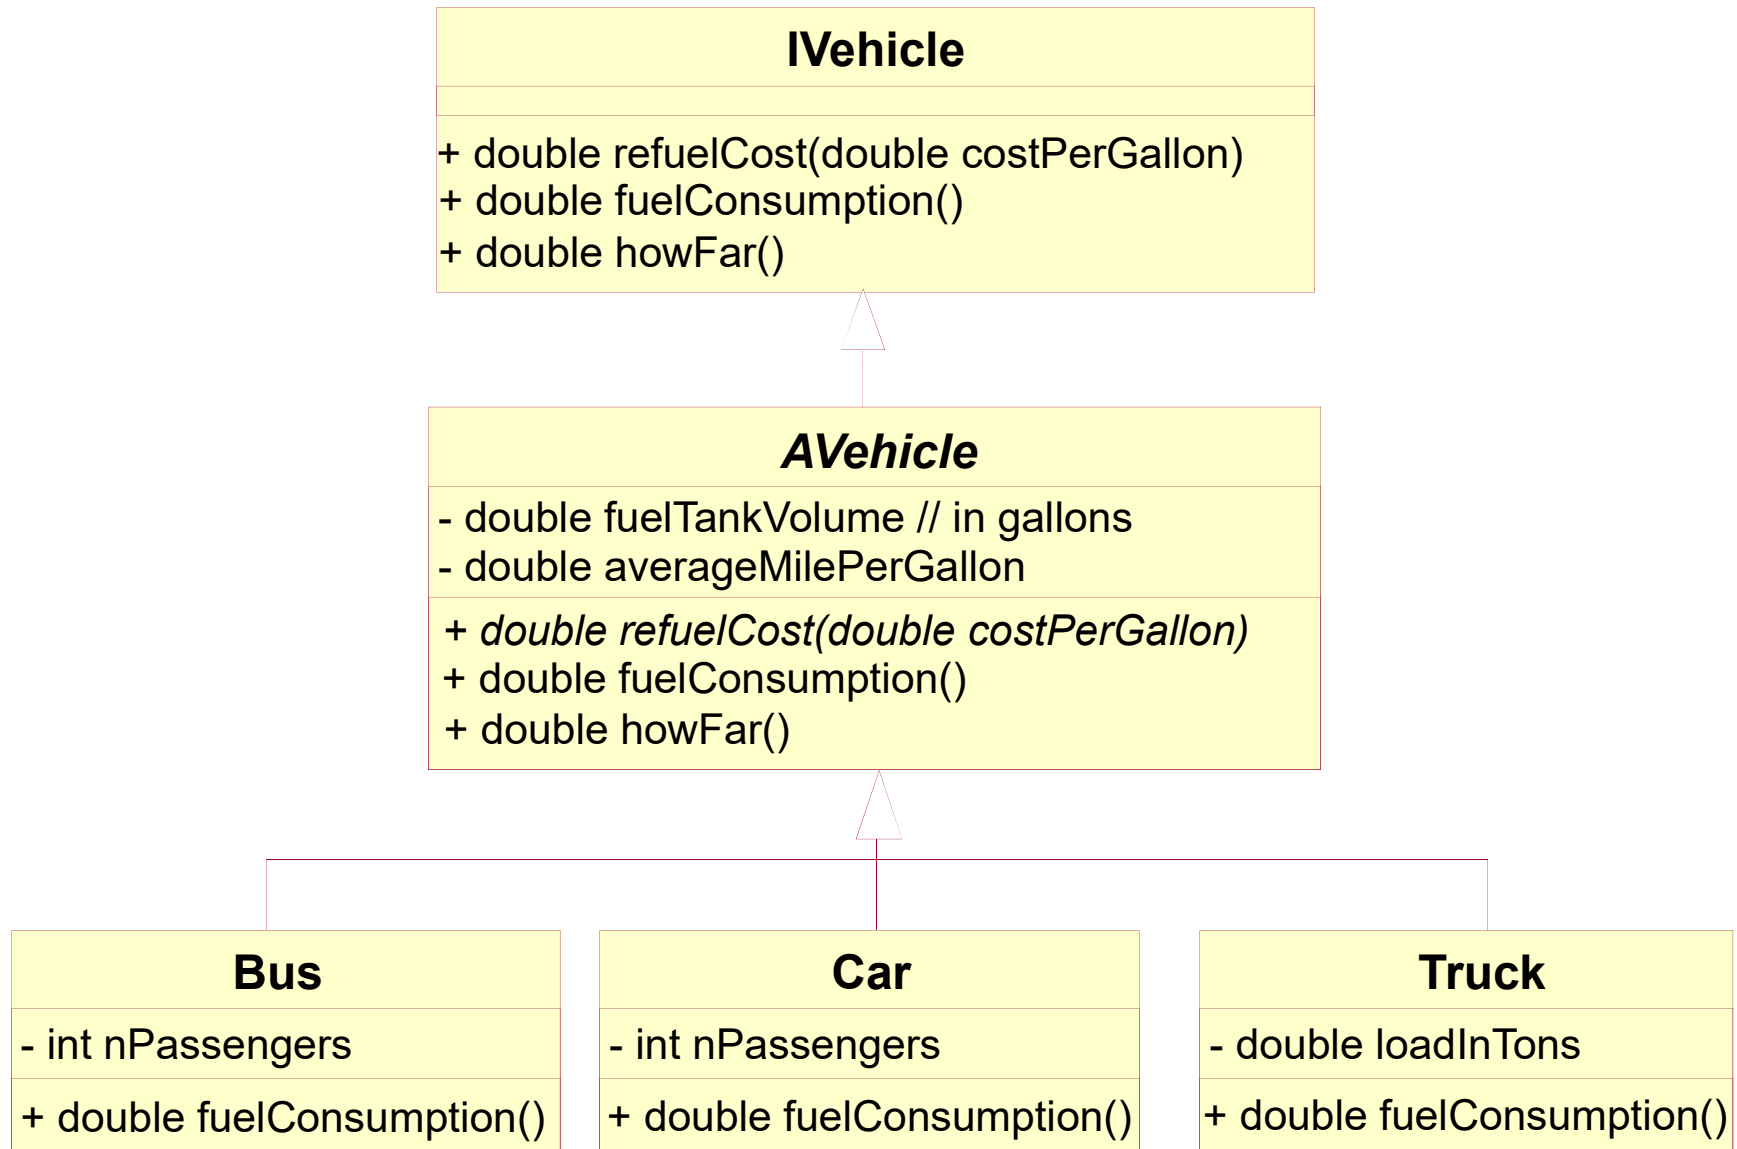 IVehicle
+ double refuelCost(double costPerGallon)
+ double fuelConsumption()
+ double howFar()
AVehicle
- double fuelTankVolume // in gallons
- double averageMilePerGallon
+ double refuelCost(double costPerGallon)
+ double fuelConsumption()
+ double howFar()
Bus
- int nPassengers
+ double fuelConsumption()
Car
- int nPassengers
+ double fuelConsumption()
Truck
- double loadInTons
+ double fuelConsumption()